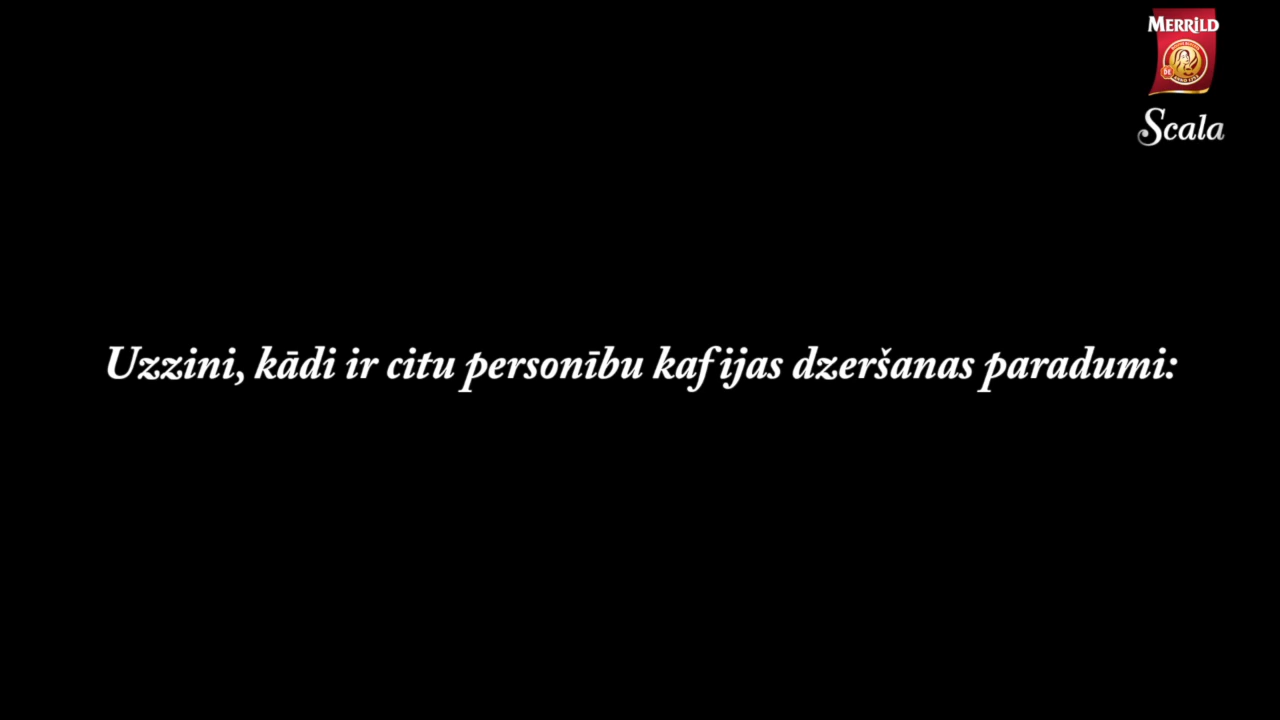 MERRILD
Scala
Uzzini, kādi ir citu personību kafijas dzeršanas paradumi: